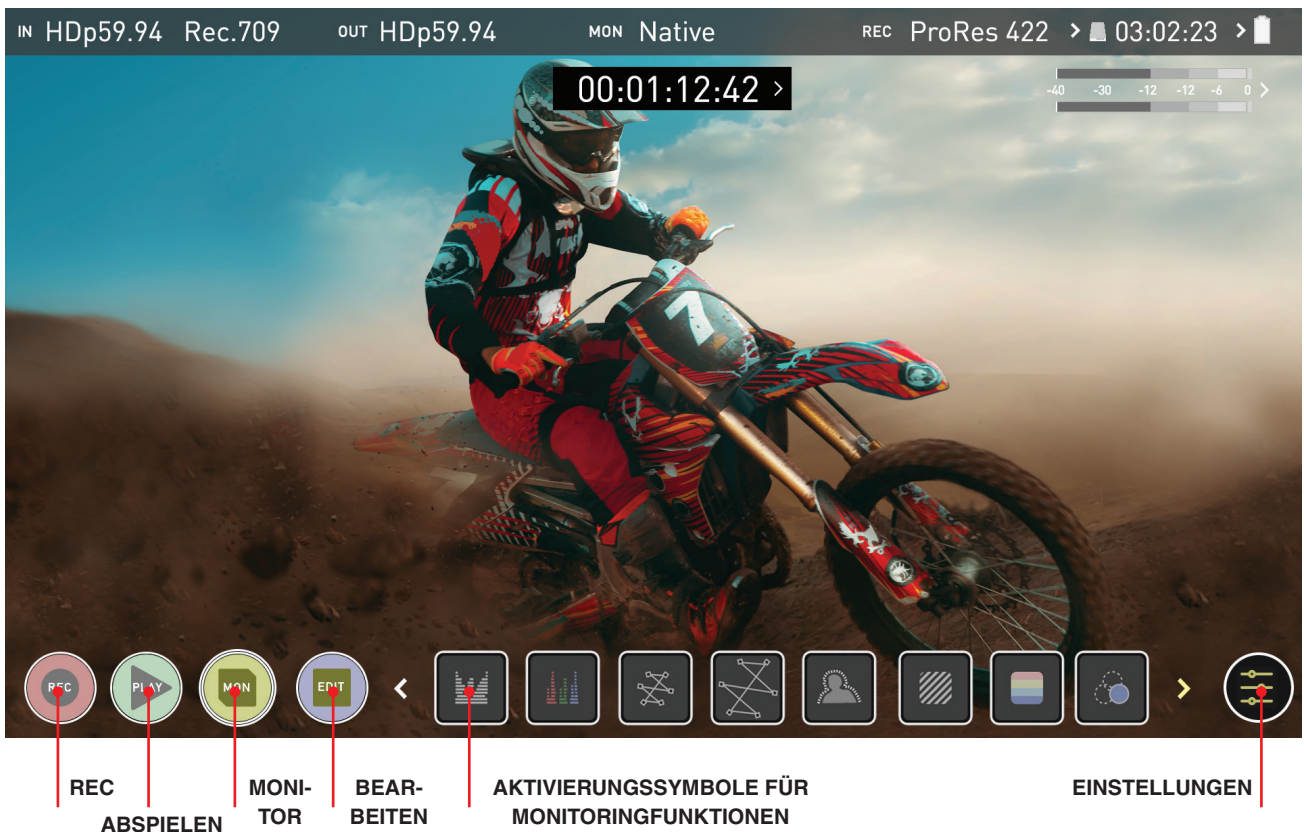 IN HDp59.94 Rec.709 OUT HDp59.94 MON Native REC ProRes 422 > 03:02:23 >
00:01:12:42 >
-40 -30 -12 -12 -6 0 >
7
REC PLAY MON EDIT < >
REC
ABSPIELEN
MONI-
TOR
BEAR-
BEITEN
AKTIVIERUNGSSYMBOLE FÜR
MONITORINGFUNKTIONEN
EINSTELLUNGEN